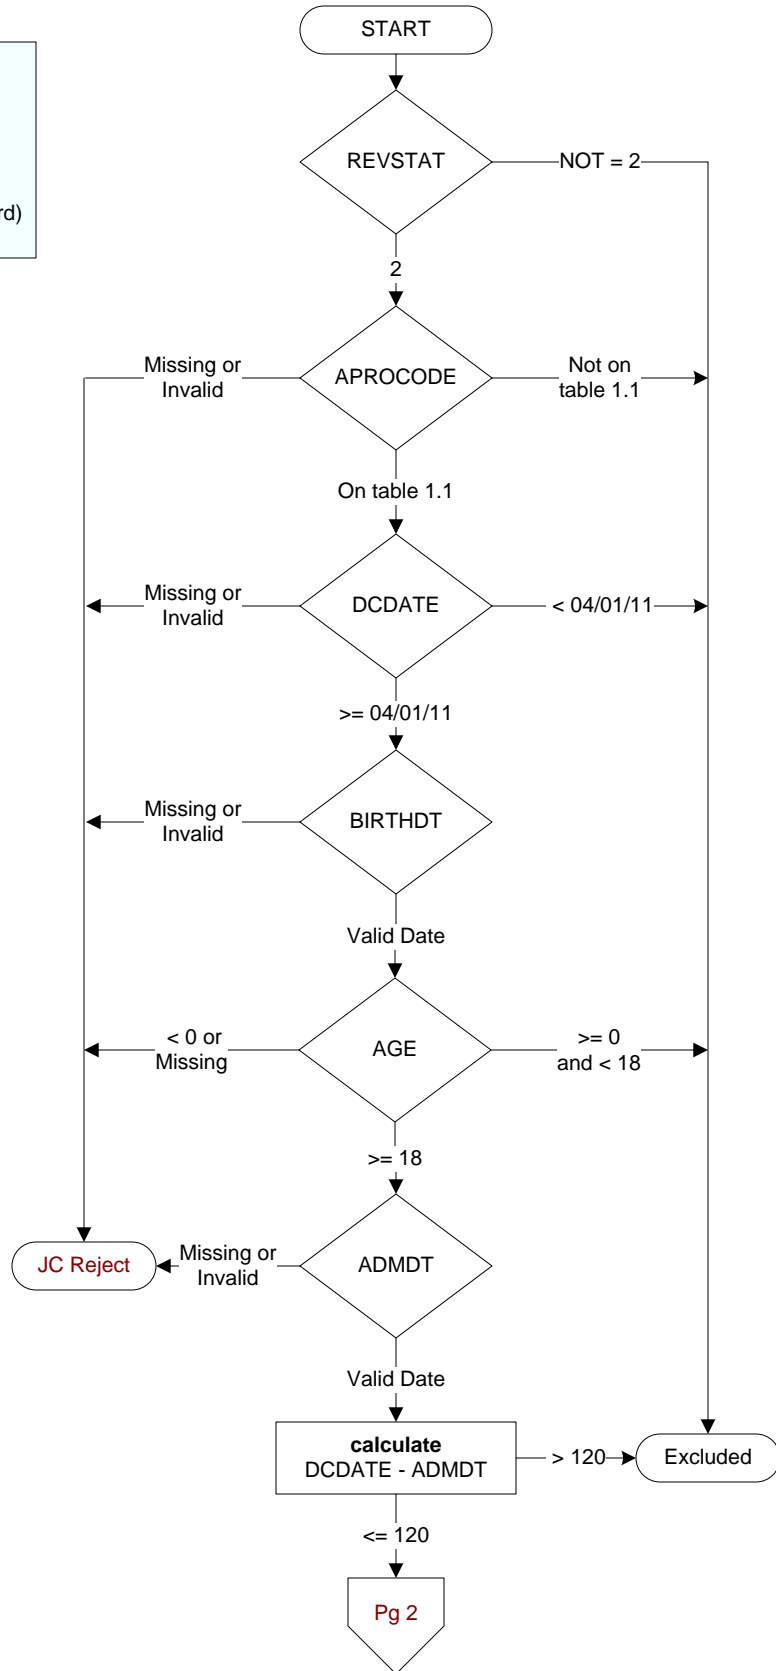 START
rd)
REVSTAT
NOT = 2
2
Missing or
Invalid
APROCODE
Not on
table 1.1
On table 1.1
Missing or
Invalid
DCDATE
< 04/01/11
>= 04/01/11
Missing or
Invalid
BIRTHDT
Valid Date
< 0 or
Missing
AGE
>= 0
and < 18
>= 18
JC Reject
Missing or
Invalid
ADMDT
Valid Date
calculate
DCDATE - ADMDT
> 120
Excluded
<= 120
Pg 2